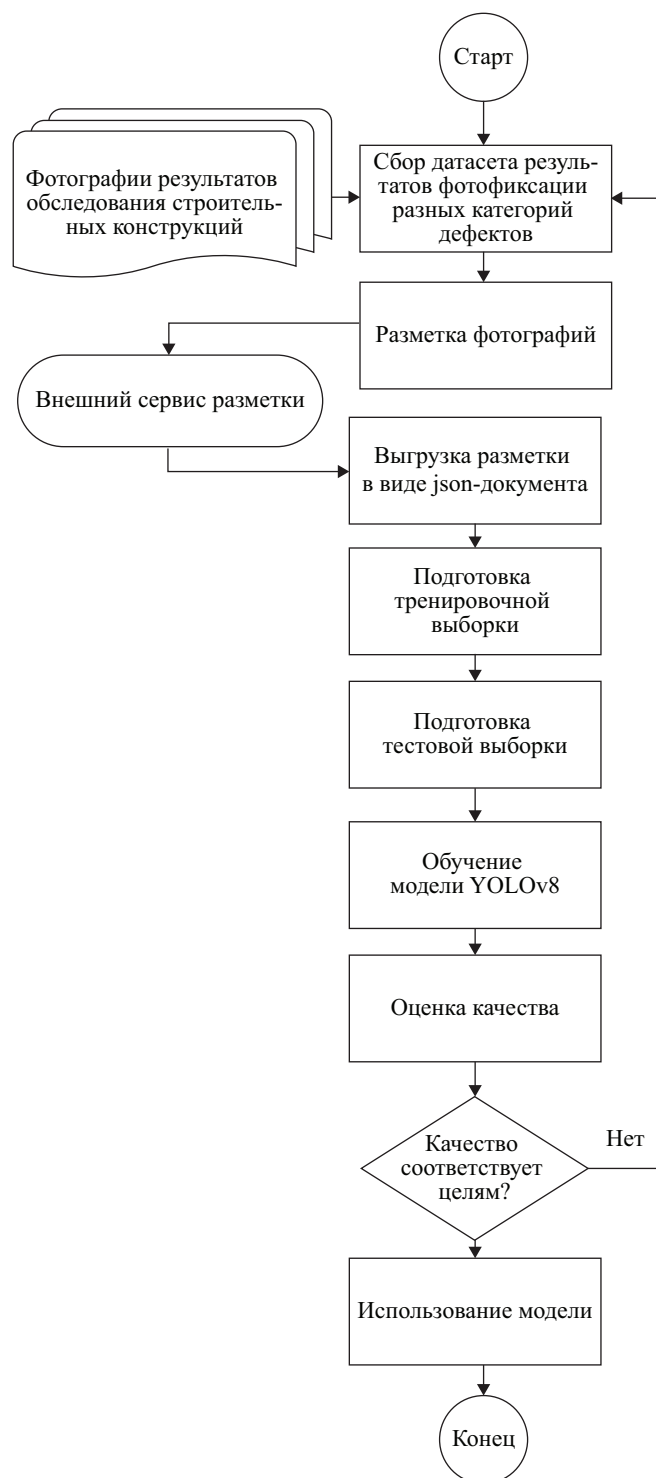 Старт
Фотографии результатов
обследования строитель-
ных конструкций
Сбор датасета резуль-
татов фотофиксации
разных категорий
дефектов
Разметка фотографий
Внешний сервис разметки
Выгрузка разметки
в виде json-документа
Подготовка
тренировочной
выборки
Подготовка
тестовой выборки
Обучение
модели YOLOv8
Оценка качества
Качество
соответствует
целям?
Нет
Использование модели
Конец